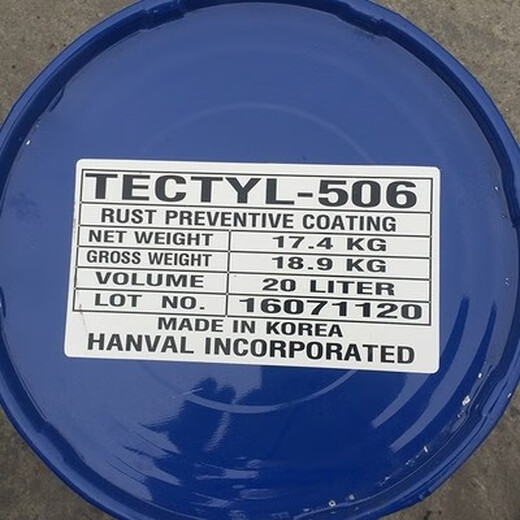 TECTYL-506
RUST PREVENTIVE COATING
NET WEIGHT 17.4 KG
GROSS WEIGHT 18.9 KG
VOLUME 20 LITER
LOT NO. 16071120
MADE IN KOREA
HANVAL INCORPORATED